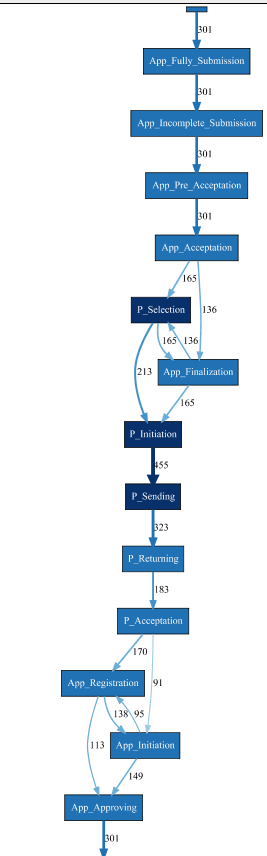 301
App_Fully_Submission
301
App_Incomplete_Submission
301
App_Pre_Acceptation
301
App_Acceptation
165
P_Selection
136
165
136
213
App_Finalization
165
P_Initiation
455
P_Sending
323
P_Returning
183
P_Acceptation
170
91
App_Registration
138
95
113
App_Initiation
149
App_Approving
301